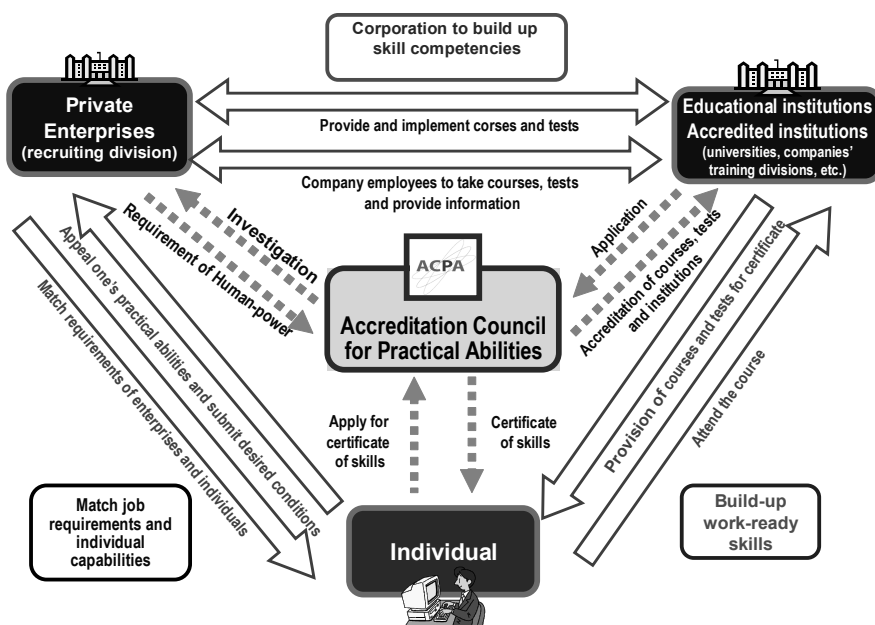 Corporation to build up
skill competencies
Private
Enterprises
(recruiting division)
Educational institutions
Accredited institutions
(universities, companies'
training divisions, etc.)
Provide and implement corses and tests
Company employees to take courses, tests
and provide information
Investigation
Requirement of Human-power
Application
Accreditation of courses, tests
and institutions
ACPA
Accreditation Council
for Practical Abilities
Appeal one's practical abilities and submit desired conditions
Match requirements of enterprises and individuals
Provision of courses and tests for certificate
Attend the course
Apply for
certificate
of skills
Certificate
of skills
Match job
requirements and
individual
capabilities
Individual
Build-up
work-ready
skills